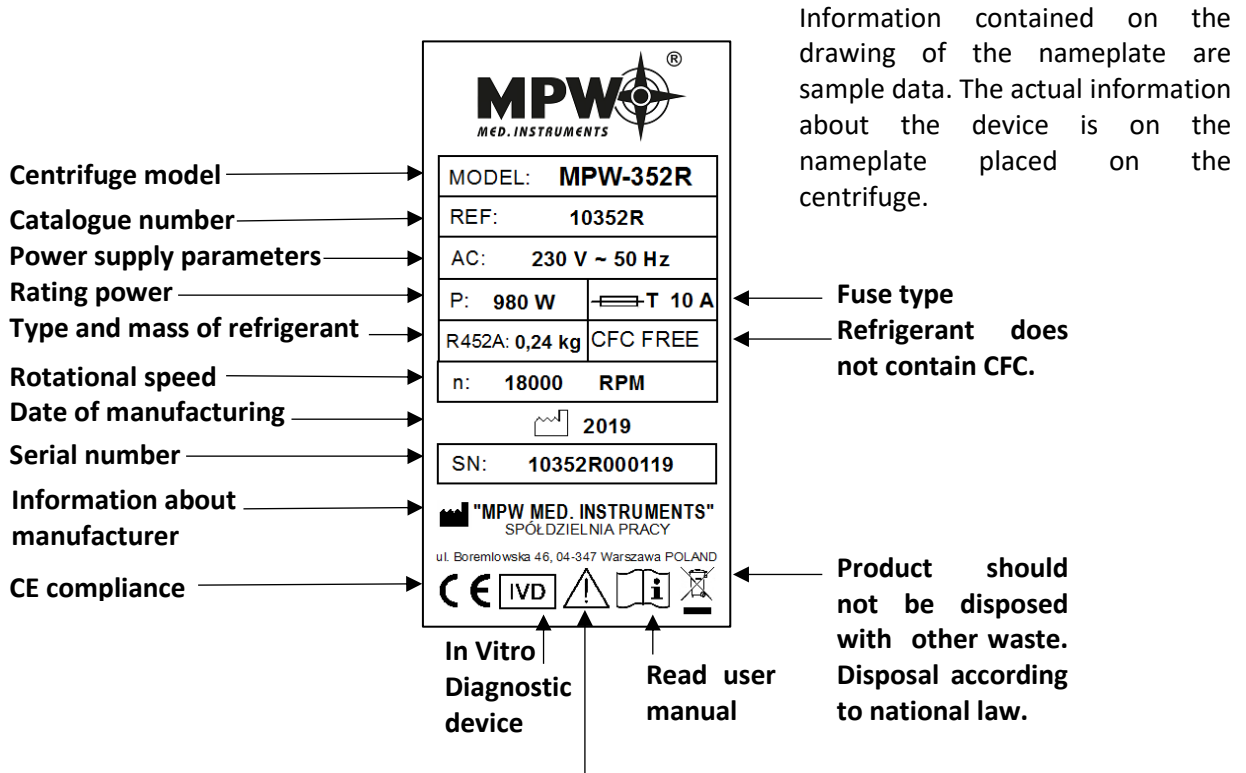 Information contained on the
drawing of the nameplate are
sample data. The actual information
about the device is on the
nameplate placed on the
centrifuge.
®
MPW
MED. INSTRUMENTS
Centrifuge model
MODEL: MPW-352R
Catalogue number
REF: 10352R
Power supply parameters
AC: 230 V ~ 50 Hz
Rating power
P: 980 W
T 10 A
Fuse type
Type and mass of refrigerant
R452A: 0,24 kg
CFC FREE
Refrigerant does
not contain CFC.
Rotational speed
n: 18000 RPM
Date of manufacturing
2019
Serial number
SN: 10352R000119
Information about
manufacturer
"MPW MED. INSTRUMENTS"
SPÓŁDZIELNIA PRACY
ul. Boremlowska 46, 04-347 Warszawa POLAND
CE compliance
CE IVD ! i
Product should
not be disposed
with other waste.
Disposal according
to national law.
In Vitro
Diagnostic
device
Read user
manual